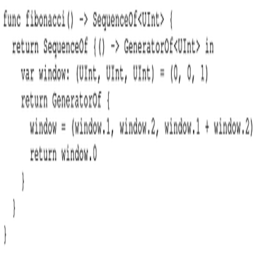 func fibonacci() -> SequenceOf<UInt> {
return SequenceOf {() -> GeneratorOf<UInt> in
var window: (UInt, UInt, UInt) = (0, 0, 1)
return GeneratorOf {
window = (window.1, window.2, window.1 + window.2)
return window.0
}
}
}